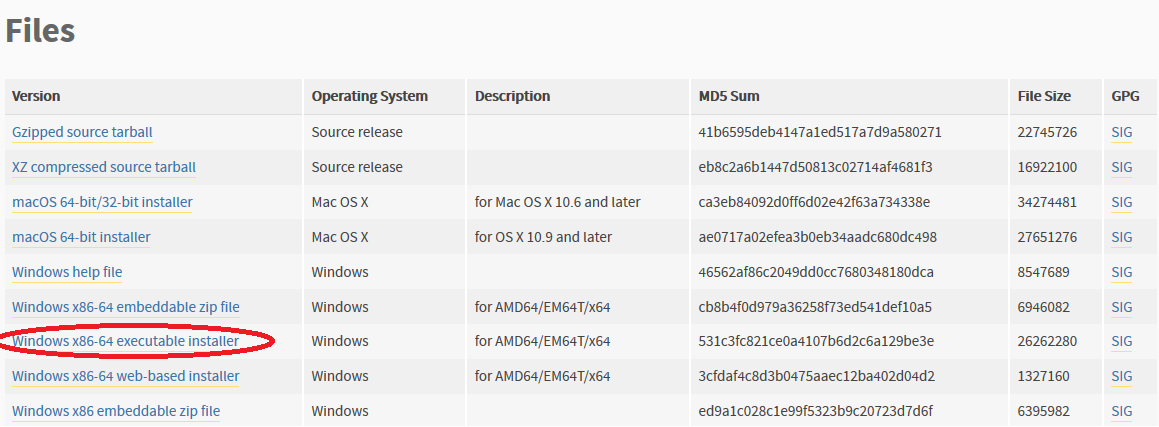 Files
Version Operating System Description MD5 Sum File Size GPG
Gzipped source tarball Source release 41b6595deb4147a1ed517a7d9a580271 22745726 SIG
XZ compressed source tarball Source release eb8c2a6b1447d50813c02714af4681f3 16922100 SIG
macOS 64-bit/32-bit installer Mac OS X for Mac OS X 10.6 and later ca3eb84092d0ff6d02e42f63a734338e 34274481 SIG
macOS 64-bit installer Mac OS X for OS X 10.9 and later ae0717a02efea3b0eb34aadc680dc498 27651276 SIG
Windows help file Windows 46562af86c2049dd0cc7680348180dca 8547689 SIG
Windows x86-64 embeddable zip file Windows for AMD64/EM64T/x64 cb8b4f0d979a36258f73ed541def10a5 6946082 SIG
Windows x86-64 executable installer Windows for AMD64/EM64T/x64 531c3fc821ce0a4107b6d2c6a129be3e 26262280 SIG
Windows x86-64 web-based installer Windows for AMD64/EM64T/x64 3cfdaf4c8d3b0475aaec12ba402d04d2 1327160 SIG
Windows x86 embeddable zip file Windows ed9a1c028c1e99f5323b9c20723d7d6f 6395982 SIG